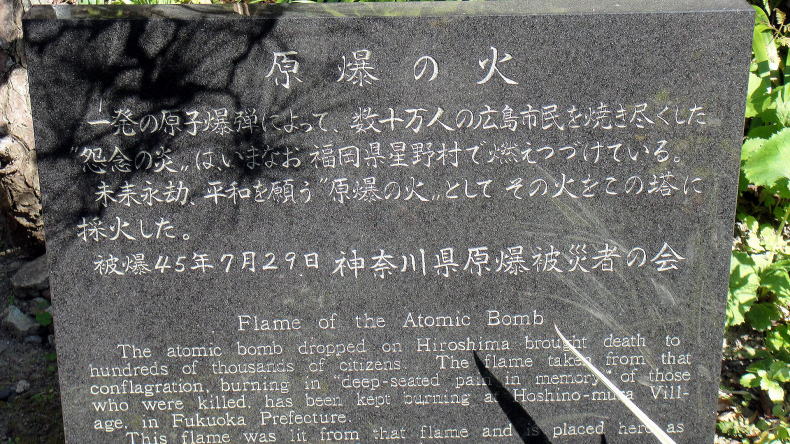 原爆の火
一発の原子爆弾によって、数十万人の広島市民を焼き尽くした
"怨念の炎"は、いまなお 福岡県星野村で燃えつづけている。
未来永劫、平和を願う"原爆の火"として その火をこの塔に
採火した。
被爆45年7月29日 神奈川県原爆被災者の会
Flame of the Atomic Bomb
The atomic bomb dropped on Hiroshima brought death to
hundreds of thousands of citizens. The flame taken from that
conflagration, burning in "deep-seated pain in memory" of those
who were killed, has been kept burning at Hoshino-mura Vill-
age, in Fukuoka Prefecture.
This flame was lit from that flame and is placed here as